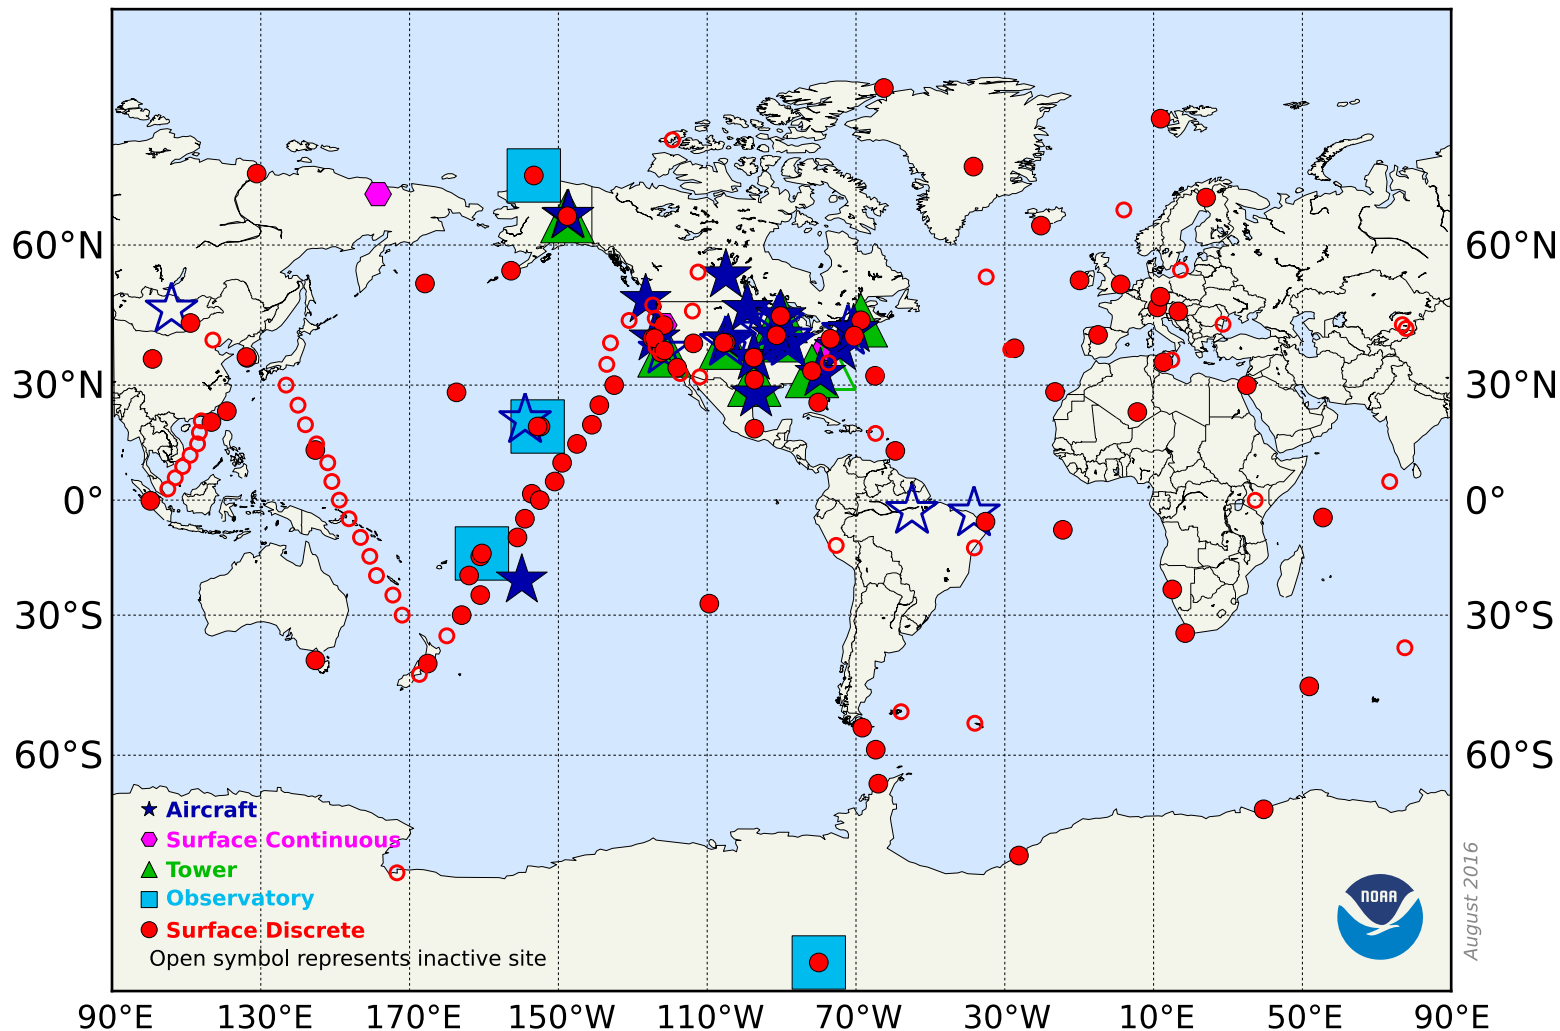 60°N
60°N
30°N
30°N
0°
0°
30°S
30°S
60°S
60°S
Aircraft
Surface Continuous
Tower
Observatory
Surface Discrete
Open symbol represents inactive site
NOAA
August 2016
90°E
130°E
170°E
150°W
110°W
70°W
30°W
10°E
50°E
90°E